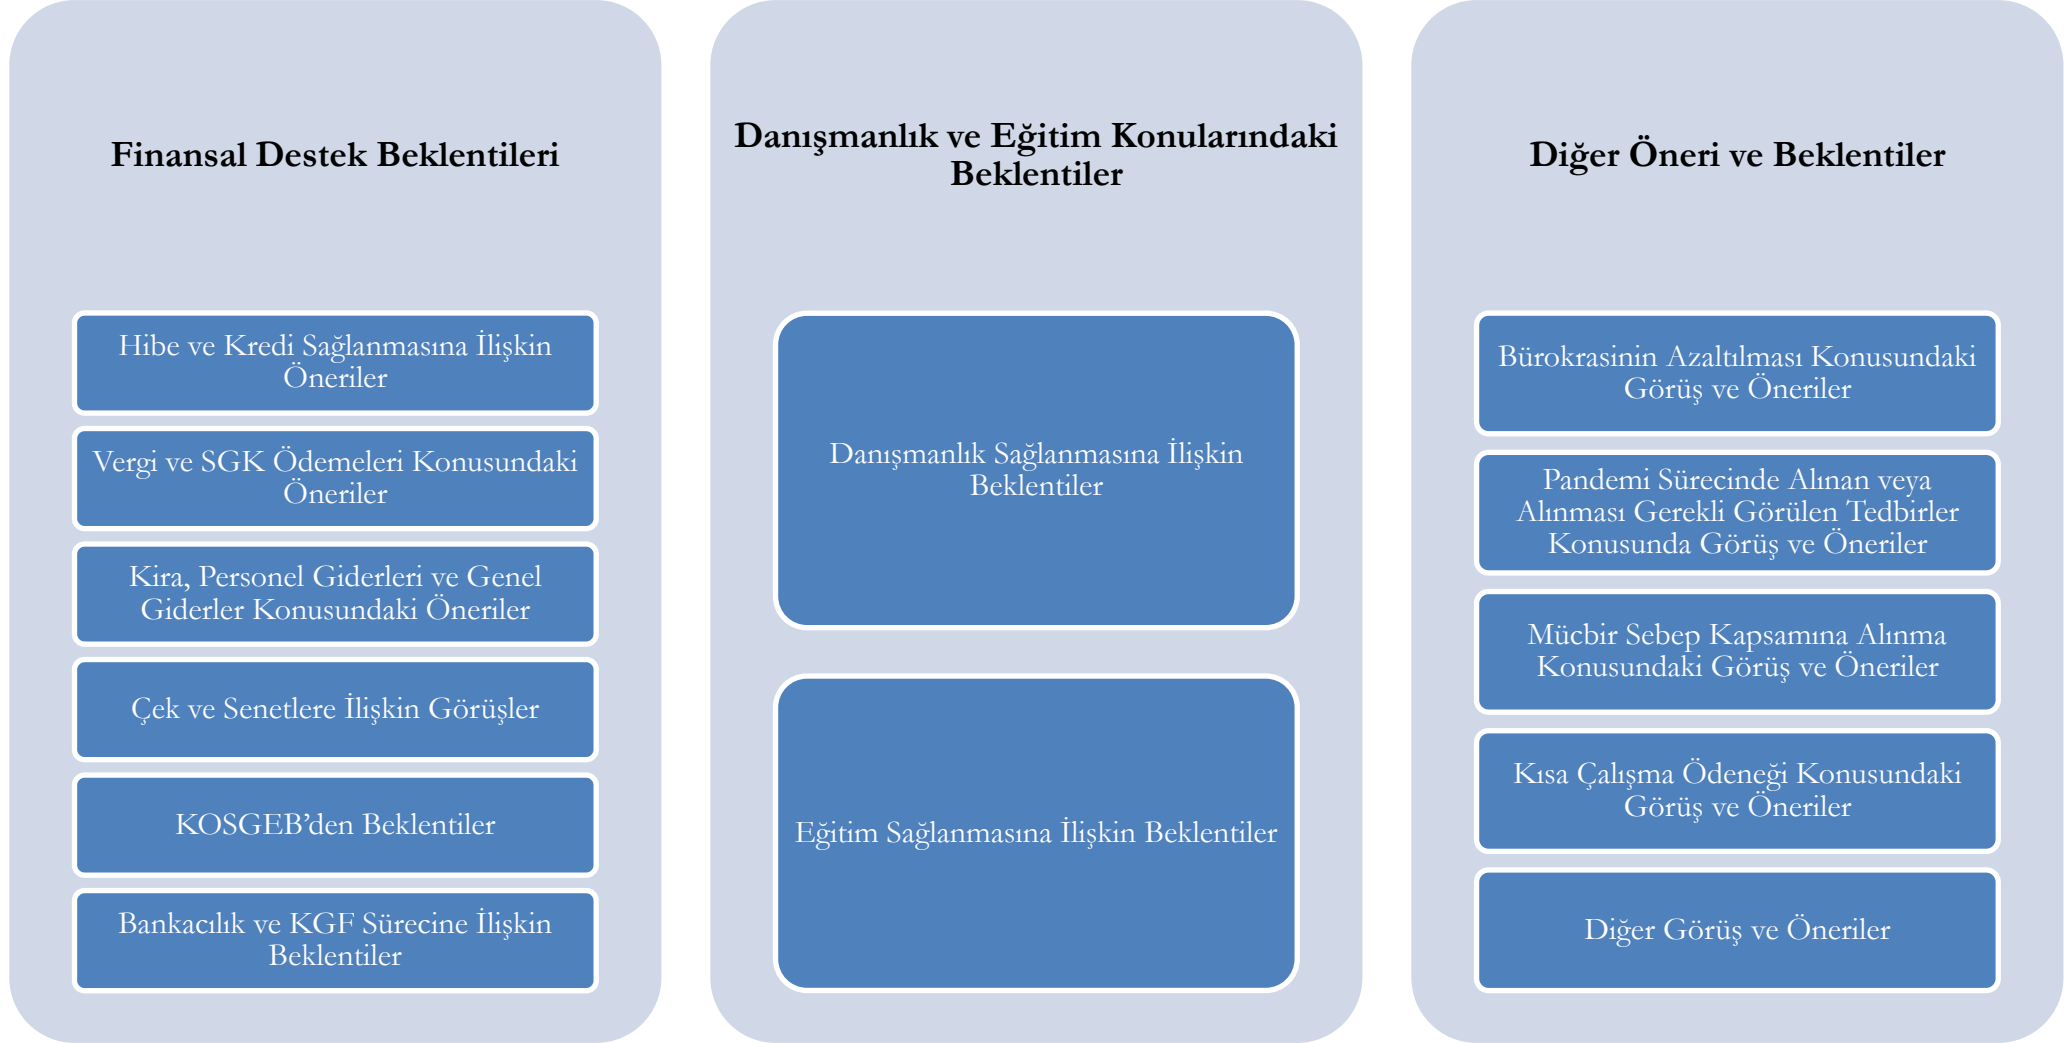 Finansal Destek Beklentileri
Hibe ve Kredi Sağlanmasına İlişkin
Öneriler
Vergi ve SGK Ödemeleri Konusundaki
Öneriler
Kira, Personel Giderleri ve Genel
Giderler Konusundaki Öneriler
Çek ve Senetlere İlişkin Görüşler
KOSGEB’den Beklentiler
Bankacılık ve KGF Sürecine İlişkin
Beklentiler
Danışmanlık ve Eğitim Konularındaki
Beklentiler
Danışmanlık Sağlanmasına İlişkin
Beklentiler
Eğitim Sağlanmasına İlişkin Beklentiler
Diğer Öneri ve Beklentiler
Bürokrasinin Azaltılması Konusundaki
Görüş ve Öneriler
Pandemi Sürecinde Alınan veya
Alınması Gerekli Görülen Tedbirler
Konusunda Görüş ve Öneriler
Mücbir Sebep Kapsamına Alınma
Konusundaki Görüş ve Öneriler
Kısa Çalışma Ödeneği Konusundaki
Görüş ve Öneriler
Diğer Görüş ve Öneriler